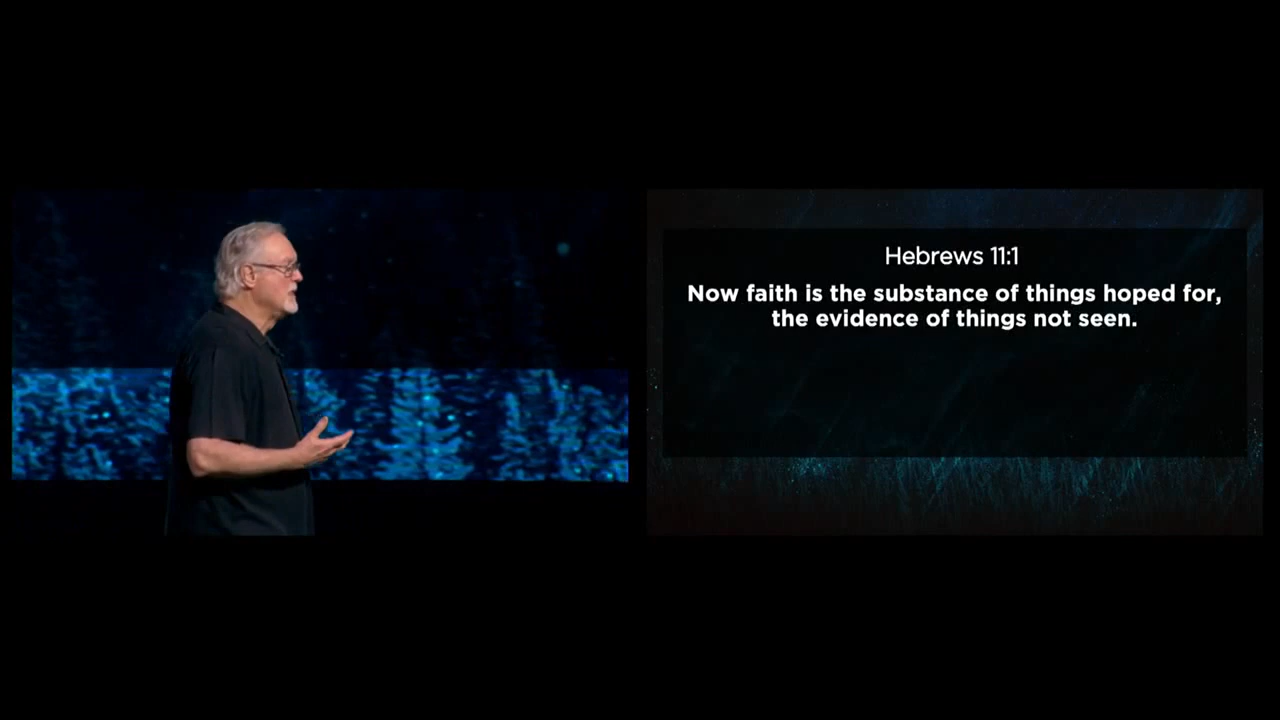 Hebrews 11:1
Now faith is the substance of things hoped for,
the evidence of things not seen.